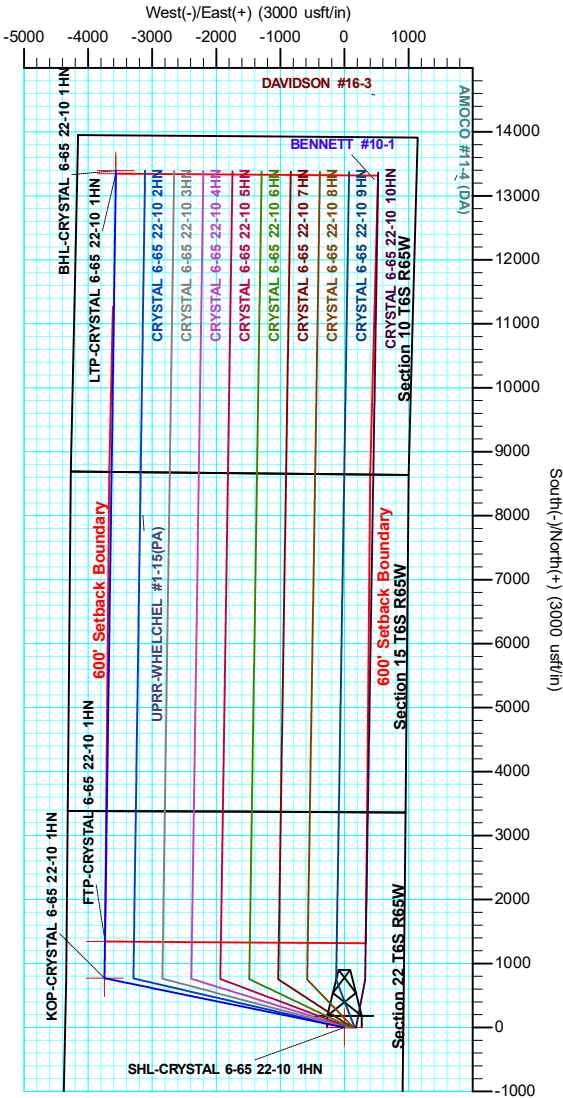 West(-)/East(+) (3000 usft/in)
-5000 -4000 -3000 -2000 -1000 0 1000
DAVIDSON #16-3
AMOCO #11-4 (DA)
BENNETT #10-1
BHL-CRYSTAL 6-65 22-10 1HN
LTP-CRYSTAL 6-65 22-10 1HN
CRYSTAL 6-65 22-10 2HN
CRYSTAL 6-65 22-10 3HN
CRYSTAL 6-65 22-10 4HN
CRYSTAL 6-65 22-10 5HN
CRYSTAL 6-65 22-10 6HN
CRYSTAL 6-65 22-10 7HN
CRYSTAL 6-65 22-10 8HN
CRYSTAL 6-65 22-10 9HN
CRYSTAL 6-65 22-10 10HN
Section 10 T6S R65W
14000
13000
12000
11000
10000
9000
8000
7000
6000
5000
4000
3000
2000
1000
0
-1000
South(-)/North(+) (3000 usft/in)
600' Setback Boundary
UPRR-WHELCHEL #1-15(PA)
600' Setback Boundary
Section 15 T6S R65W
FTP-CRYSTAL 6-65 22-10 1HN
KOP-CRYSTAL 6-65 22-10 1HN
Section 22 T6S R65W
SHL-CRYSTAL 6-65 22-10 1HN